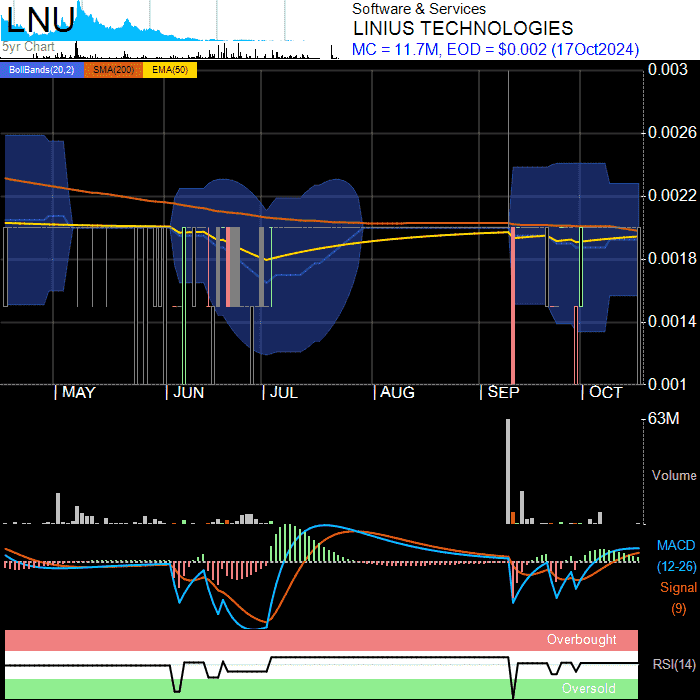 LNU
5yr Chart
Software & Services
LINIUS TECHNOLOGIES
MC = 11.7M, EOD = $0.002 (17Oct2024)
BollBands(20,2) SMA(200) EMA(50)
0.003
0.0026
0.0022
0.0018
0.0014
0.001
MAY JUN JUL AUG SEP OCT
63M
Volume
MACD
(12-26)
Signal
(9)
Overbought
RSI(14)
Oversold